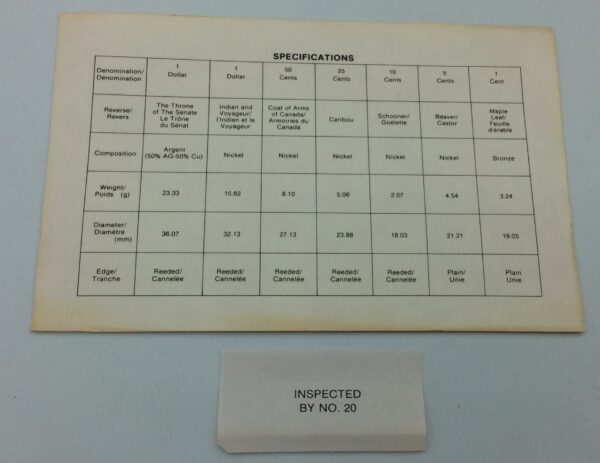 SPECIFICATIONS
Denomination/
Dénomination
1
Dollar
1
Dollar
50
Cents
25
Cents
10
Cents
5
Cents
1
Cent
Reverse/
Revers
The Throne
of The Senate
Le Trône
du Sénat
Indian and
Voyageur/
l'Indien et le
Voyageur
Coat of Arms
of Canada/
Armoiries du
Canada
Caribou
Schooner/
Goélette
Beaver/
Castor
Maple
Leaf/
Feuille
d'érable
Composition
Argent
(50% AG-50% Cu)
Nickel
Nickel
Nickel
Nickel
Nickel
Bronze
Weight/
Poids (g)
23.33
15.62
8.10
5.06
2.07
4.54
3.24
Diameter/
Diamètre
(mm)
36.07
32.13
27.13
23.88
18.03
21.21
19.05
Edge/
Tranche
Reeded/
Cannelée
Reeded/
Cannelée
Reeded/
Cannelée
Reeded/
Cannelée
Reeded/
Cannelée
Plain/
Unie
Plain
Unie
INSPECTED
BY NO. 20